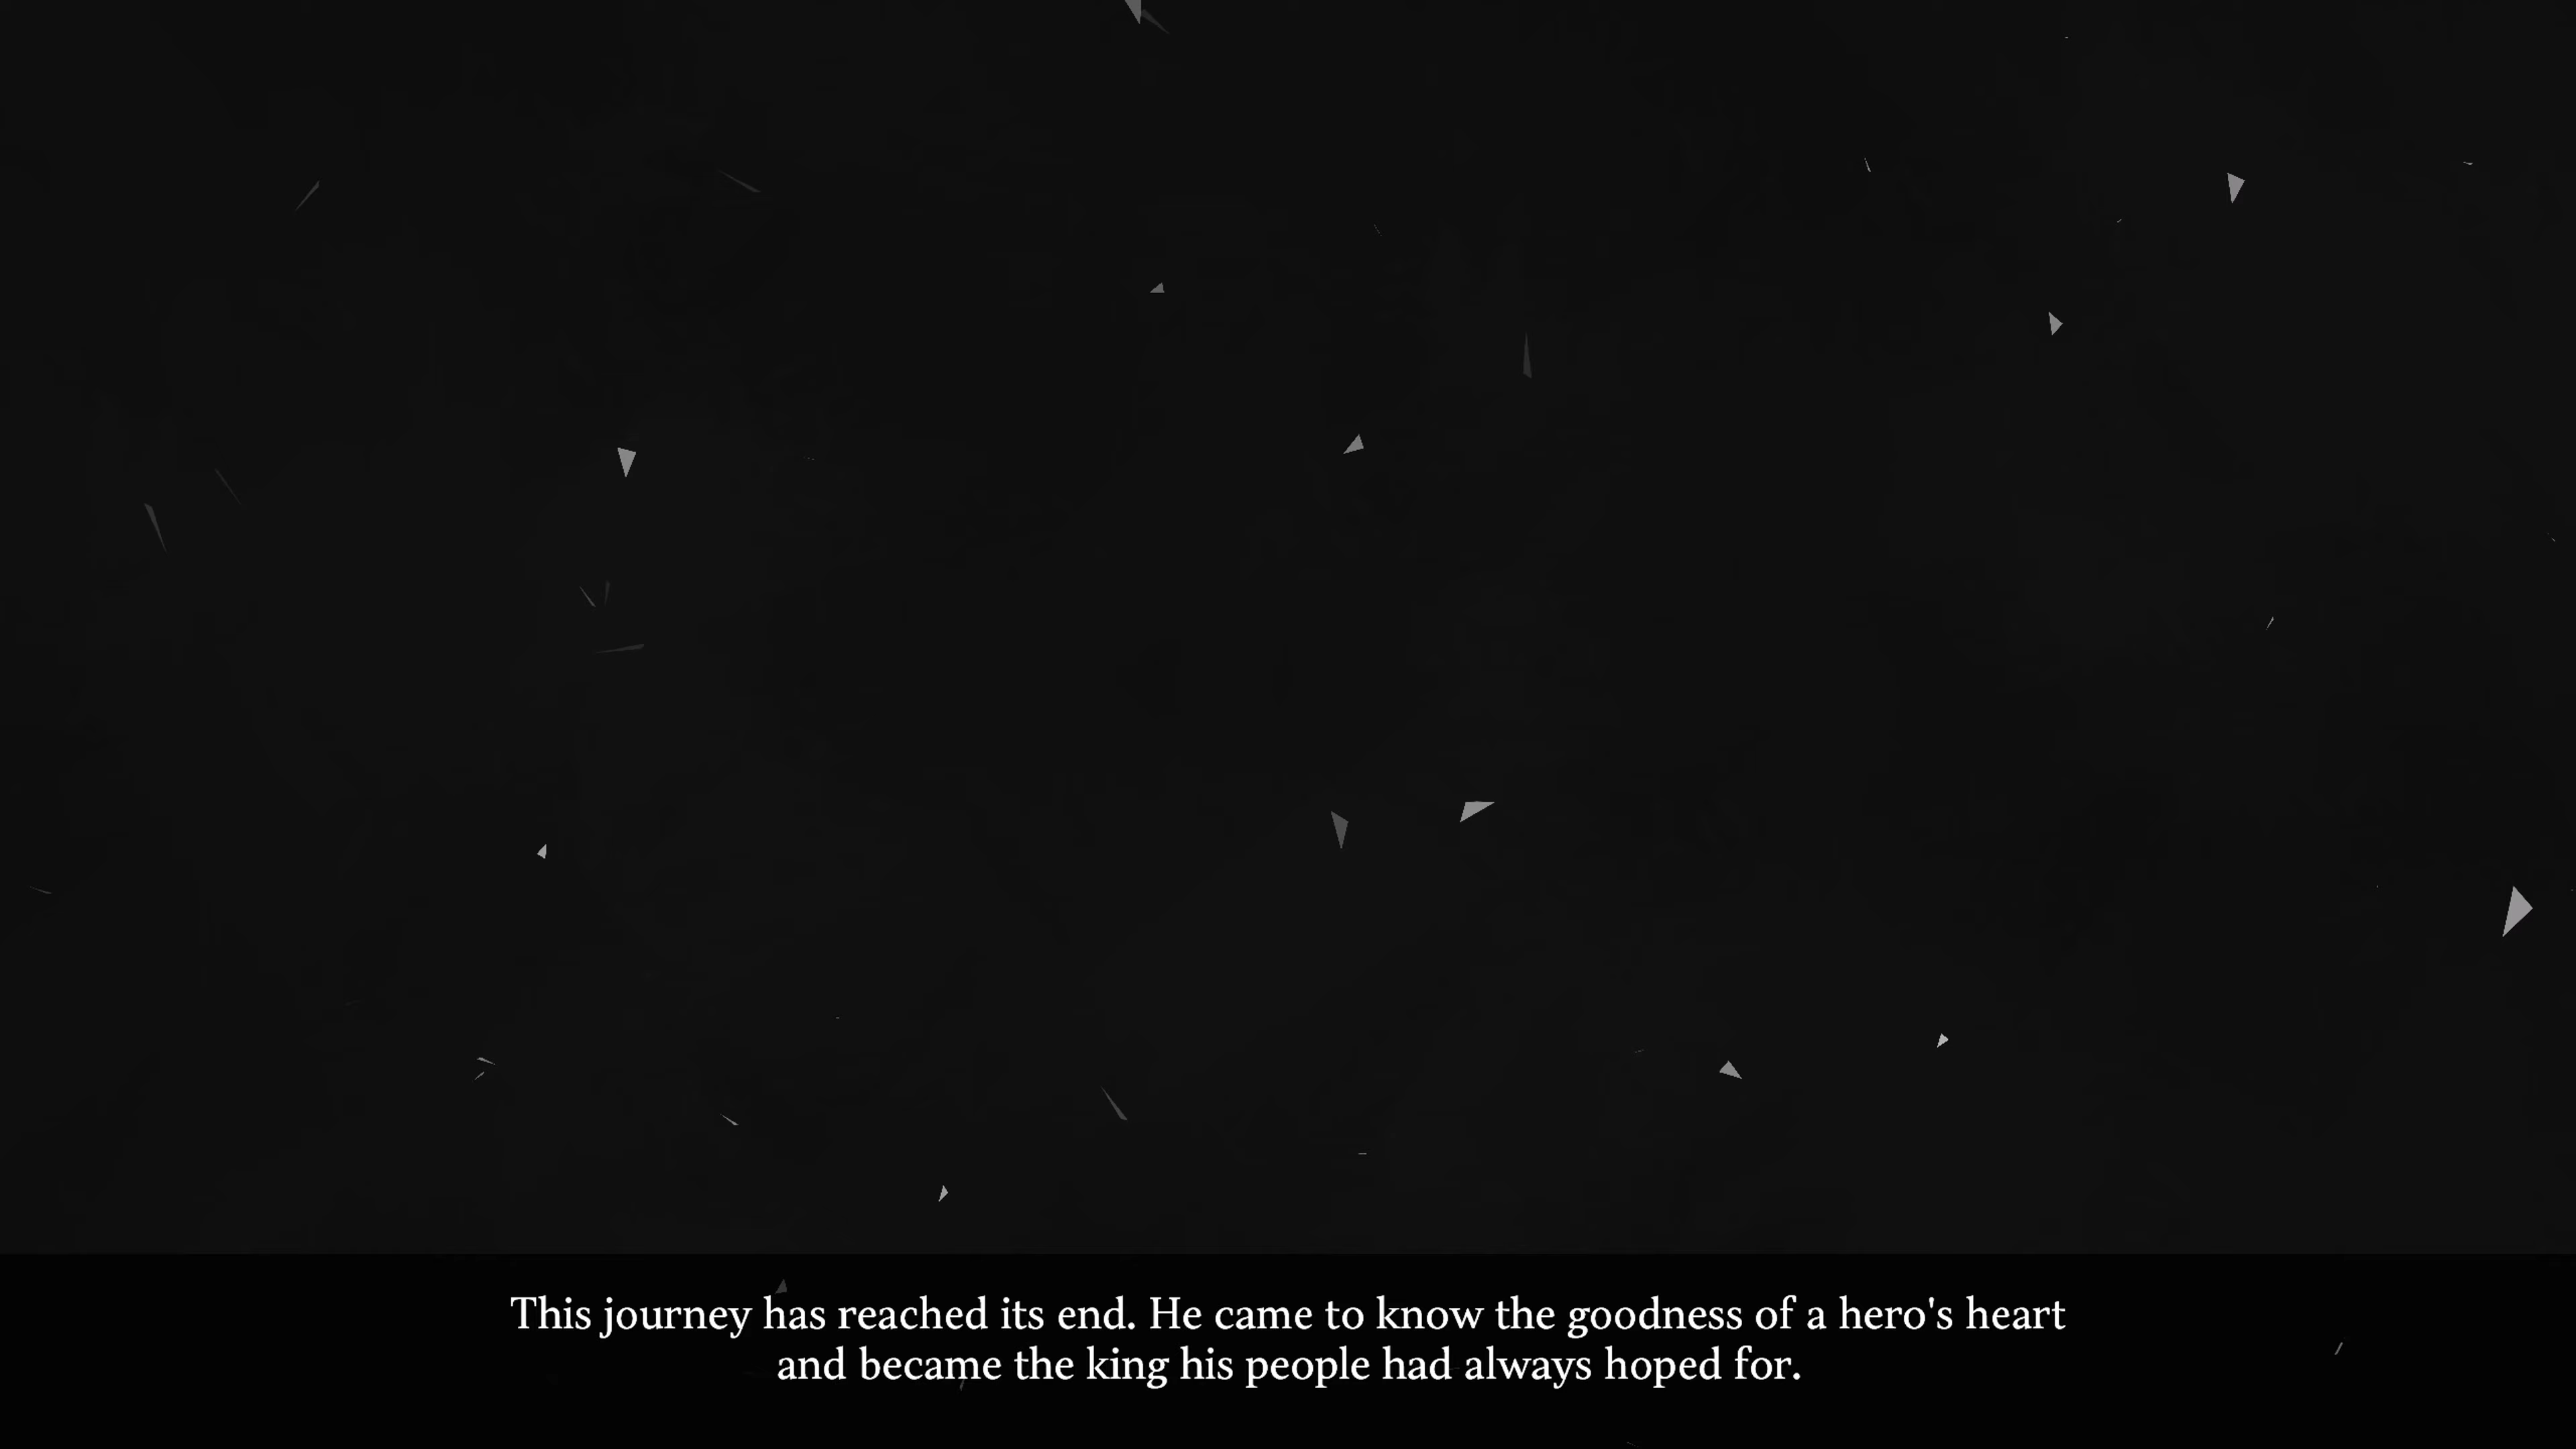 This journey has reached its end. He came to know the goodness of a hero's heart
and became the king his people had always hoped for.